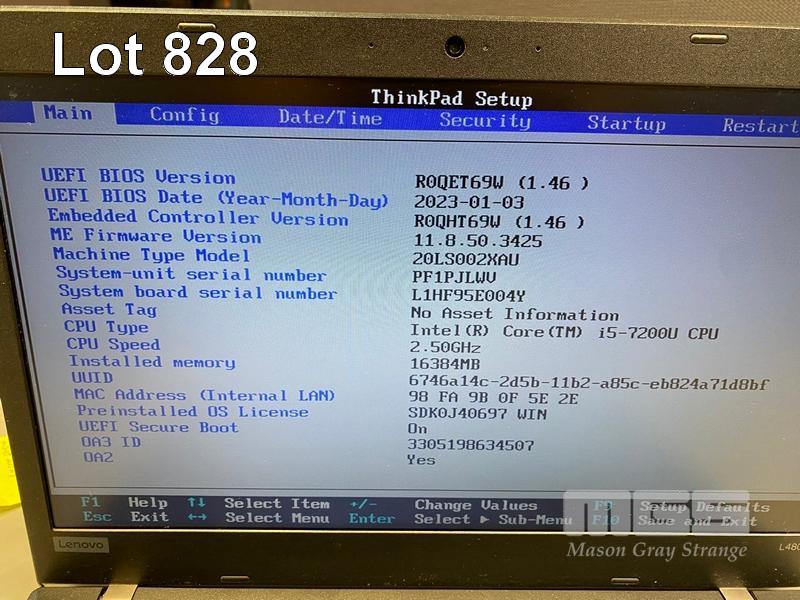 Lot 828
ThinkPad Setup
Main Config Date/Time Security Startup Restart
UEFI BIOS Version R0QET69W (1.46 )
UEFI BIOS Date (Year-Month-Day) 2023-01-03
Embedded Controller Version R0QHT69W (1.46 )
ME Firmware Version 11.8.50.3425
Machine Type Model 20LS002XAU
System-unit serial number PF1PJLWV
System board serial number L1HF95E004Y
Asset Tag No Asset Information
CPU Type Intel(R) Core(TM) i5-7200U CPU
CPU Speed 2.50GHz
Installed memory 16384MB
UUID 6746a14c-2d5b-11b2-a85c-eb824a71d8bf
MAC Address (Internal LAN) 98 FA 9B 0F 5E 2E
Preinstalled OS License SDK0J40697 WIN
UEFI Secure Boot On
OA3 ID 3305198634507
OA2 Yes
F1 Help ↑↓ Select Item +/- Change Values F9 Setup Defaults
Esc Exit ↔ Select Menu Enter Select ▶ Sub-Menu F10 Save and Exit
MGS
Mason Gray Strange
Lenovo